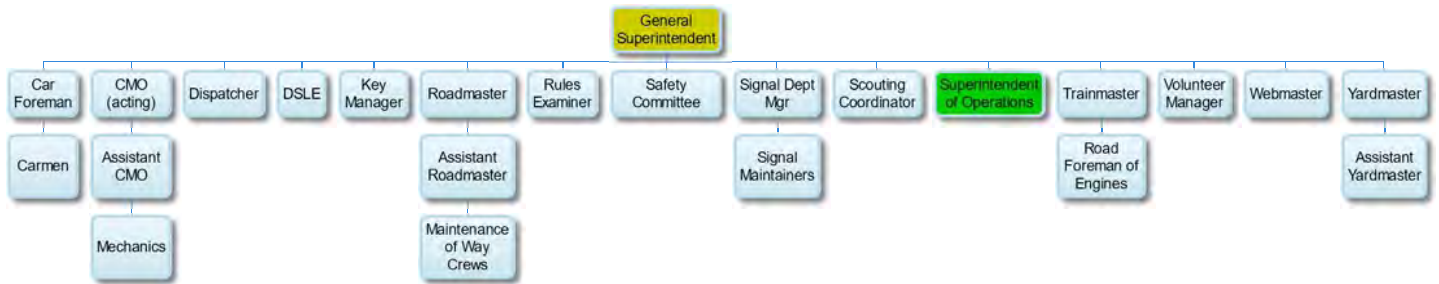 General
Superintendent
Car
Foreman
CMO
(acting)
Dispatcher
DSLE
Key
Manager
Roadmaster
Rules
Examiner
Safety
Committee
Signal Dept
Mgr
Scouting
Coordinator
Superintendent
of Operations
Trainmaster
Volunteer
Manager
Webmaster
Yardmaster
Carmen
Assistant
CMO
Assistant
Roadmaster
Signal
Maintainers
Road
Foreman of
Engines
Assistant
Yardmaster
Mechanics
Maintenance
of Way
Crews